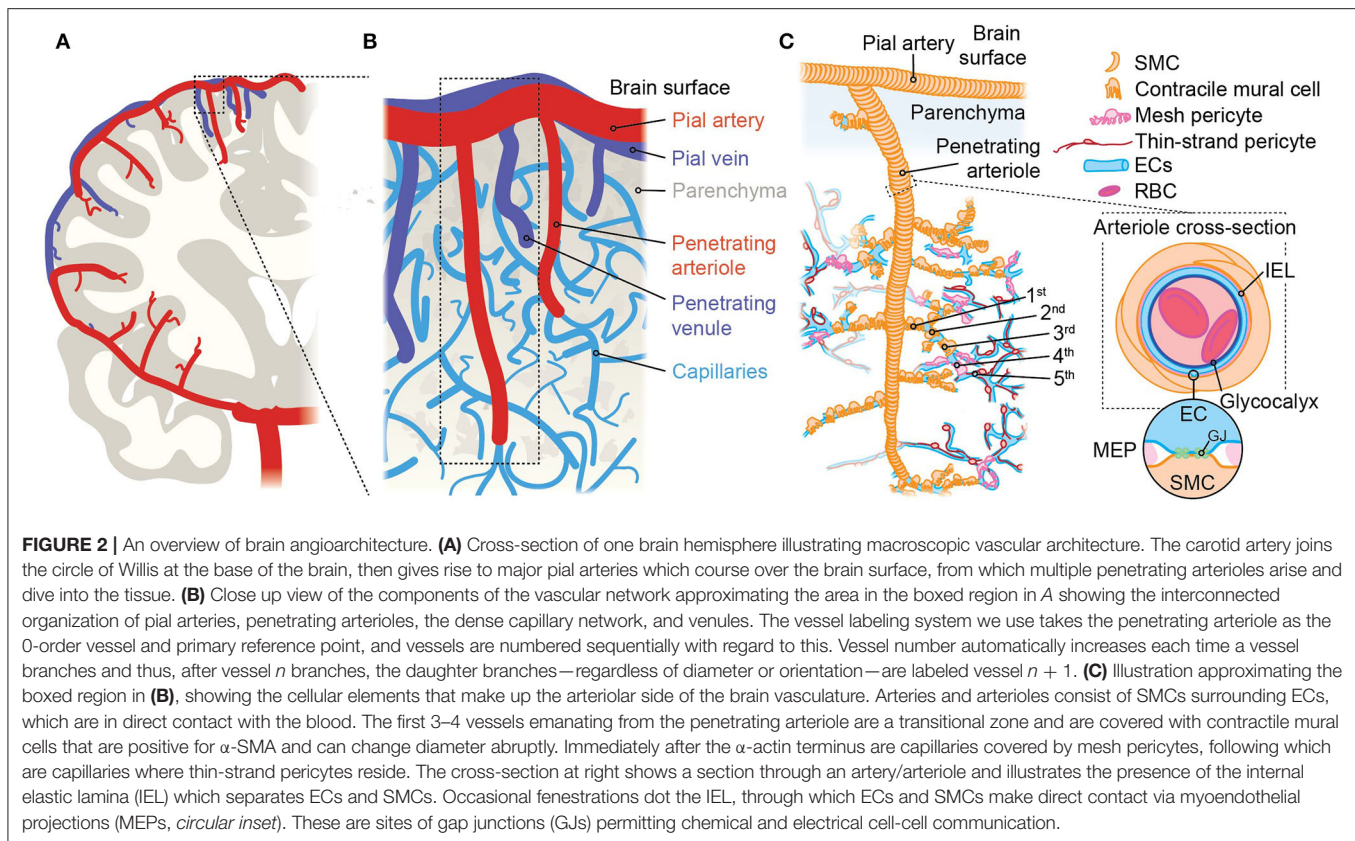 A
B
Brain surface
Pial artery
Pial vein
Parenchyma
Penetrating
arteriole
Penetrating
venule
Capillaries
C
Pial artery
Brain
surface
Parenchyma
Penetrating
arteriole
1st
2nd
3rd
4th
5th
SMC
Contracile mural cell
Mesh pericyte
Thin-strand pericyte
ECs
RBC
Arteriole cross-section
IEL
Glycocalyx
EC
GJ
MEP
SMC
FIGURE 2 | An overview of brain angioarchitecture. (A) Cross-section of one brain hemisphere illustrating macroscopic vascular architecture. The carotid artery joins
the circle of Willis at the base of the brain, then gives rise to major pial arteries which course over the brain surface, from which multiple penetrating arterioles arise and
dive into the tissue. (B) Close up view of the components of the vascular network approximating the area in the boxed region in A showing the interconnected
organization of pial arteries, penetrating arterioles, the dense capillary network, and venules. The vessel labeling system we use takes the penetrating arteriole as the
0-order vessel and primary reference point, and vessels are numbered sequentially with regard to this. Vessel number automatically increases each time a vessel
branches and thus, after vessel n branches, the daughter branches—regardless of diameter or orientation—are labeled vessel n + 1. (C) Illustration approximating the
boxed region in (B), showing the cellular elements that make up the arteriolar side of the brain vasculature. Arteries and arterioles consist of SMCs surrounding ECs,
which are in direct contact with the blood. The first 3–4 vessels emanating from the penetrating arteriole are a transitional zone and are covered with contractile mural
cells that are positive for α-SMA and can change diameter abruptly. Immediately after the α-actin terminus are capillaries covered by mesh pericytes, following which
are capillaries where thin-strand pericytes reside. The cross-section at right shows a section through an artery/arteriole and illustrates the presence of the internal
elastic lamina (IEL) which separates ECs and SMCs. Occasional fenestrations dot the IEL, through which ECs and SMCs make direct contact via myoendothelial
projections (MEPs, circular inset). These are sites of gap junctions (GJs) permitting chemical and electrical cell-cell communication.